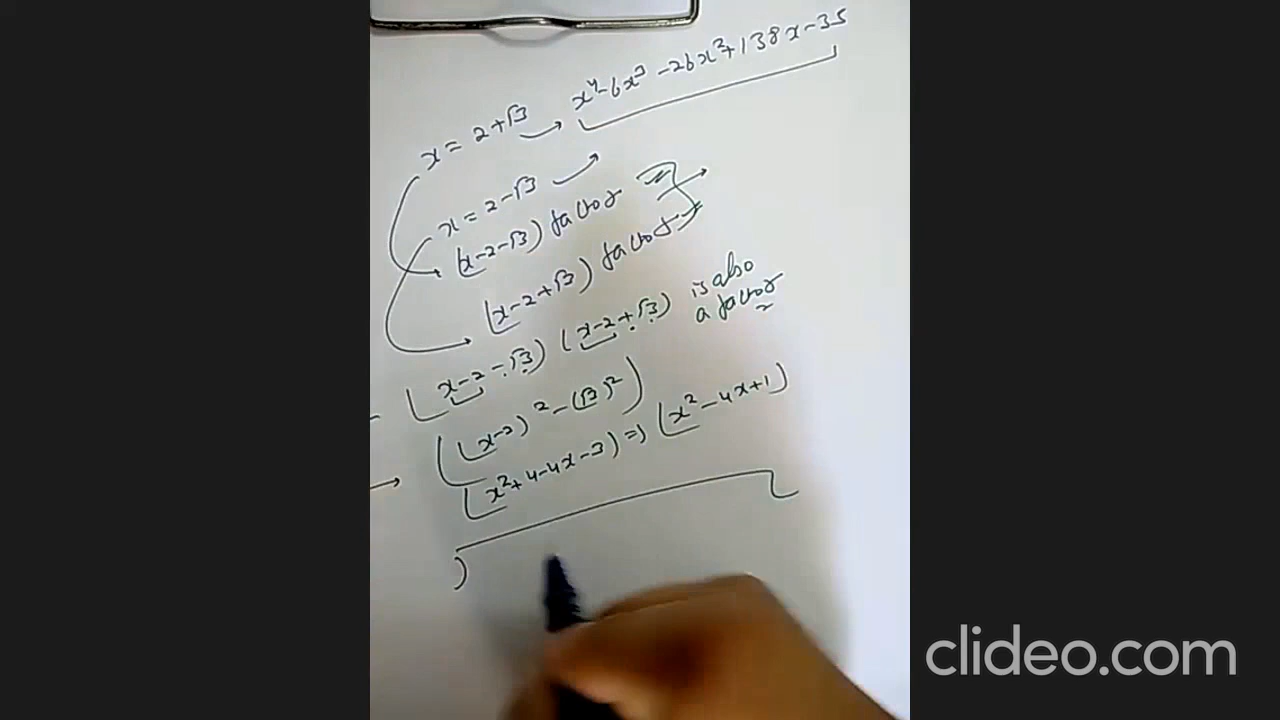 x⁴-6x³-26x²+138x-35
x = 2+√3 →
x = 2-√3
(x-2-√3) factor
(x-2+√3) factor
(x-2-√3) (x-2+√3) is also
a factor
((x-2)²-(√3)²)
(x²+4-4x-3) ⇒ (x²-4x+1)
clideo.com